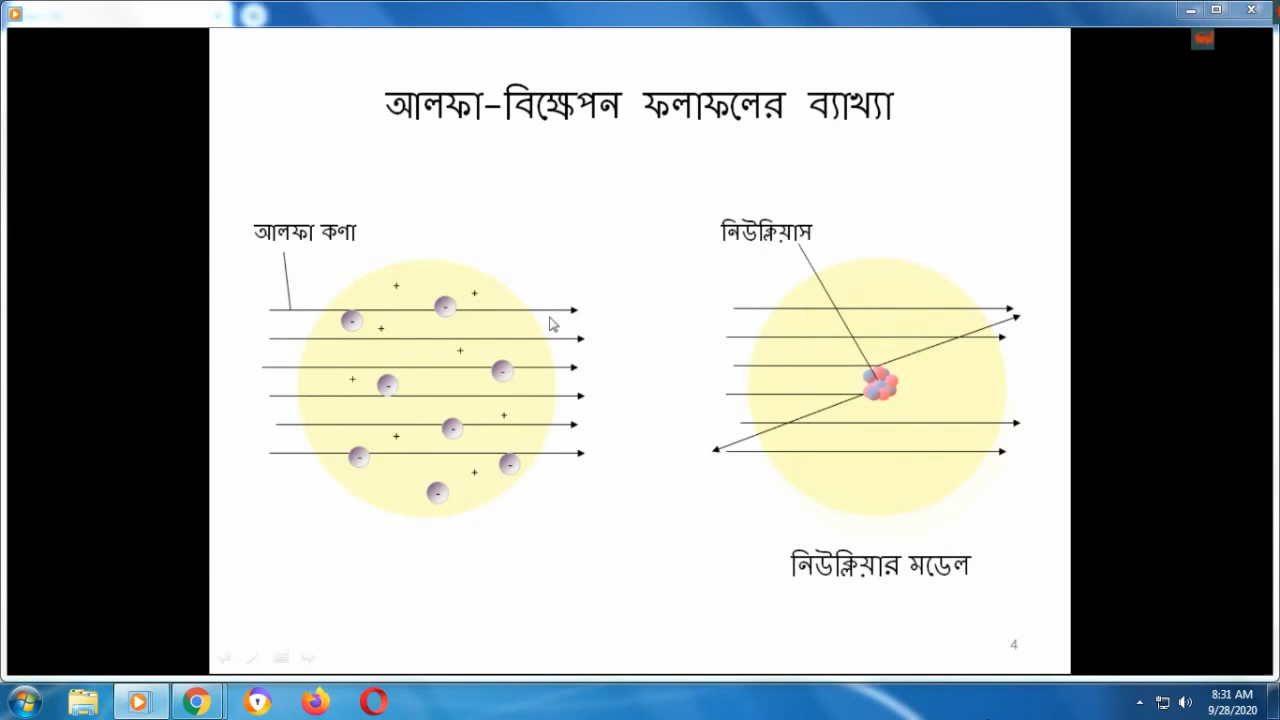 আলফা-বিক্ষেপন ফলাফলের ব্যাখ্যা
আলফা কণা
নিউক্লিয়াস
নিউক্লিয়ার মডেল
4
8:31 AM
9/28/2020